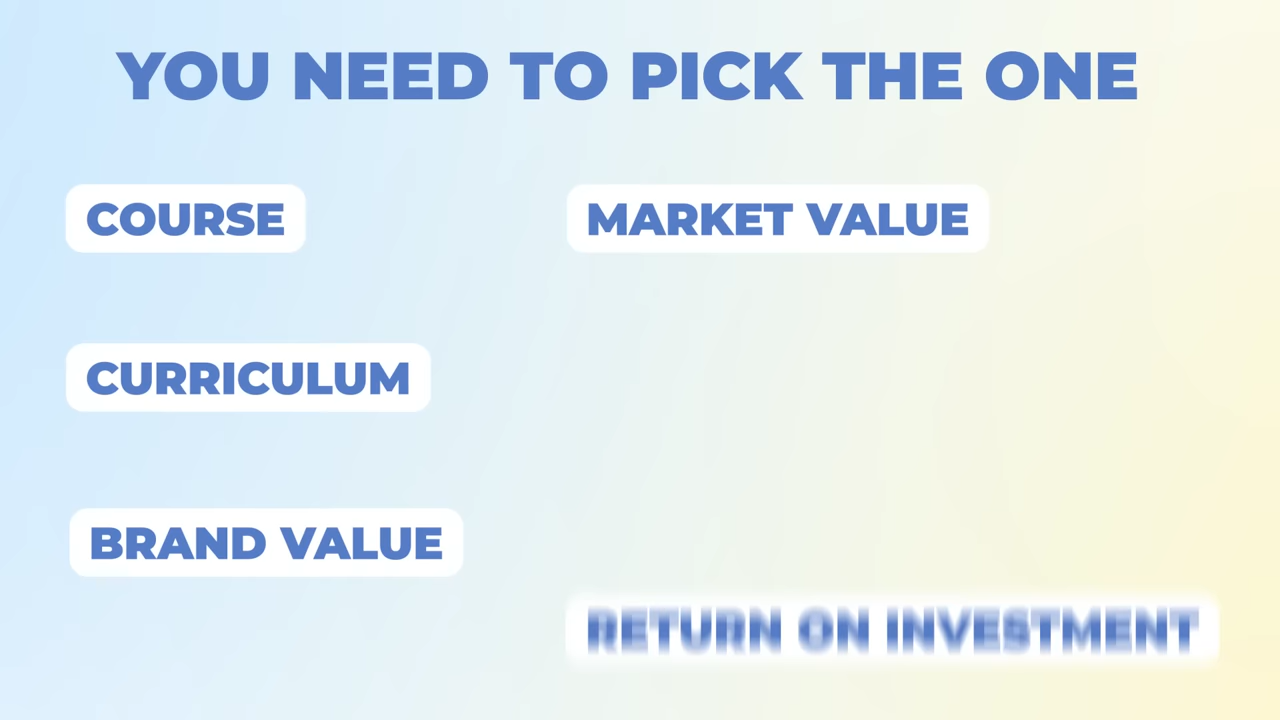 YOU NEED TO PICK THE ONE
COURSE
MARKET VALUE
CURRICULUM
BRAND VALUE
RETURN ON INVESTMENT